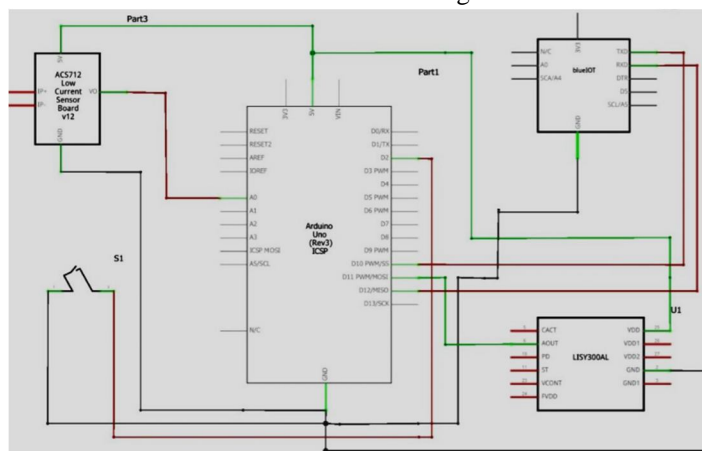 Part3
Part1
ACS712
Low
Current
Sensor
Board
v12
5V
IP+
IP-
VO
GND
3V3
5V
VIN
RESET
RESET2
AREF
IOREF
A0
A1
A2
A3
ICSP MOSI
A5/SCL
N/C
Arduino
Uno
(Rev3)
ICSP
D0/RX
D1/TX
D2
D3 PWM
D4
D5 PWM
D6 PWM
D7
D8
D9 PWM
D10 PWM/SS
D11 PWM/MOSI
D12/MISO
D13/SCK
GND
3V3
N/C
A0
SCA/A4
blueIOT
TXD
RXD
DTR
D5
SCL/A5
GND
S1
U1
CACT
AOUT
PD
ST
VCONT
FVDD
LISY300AL
VDD
VDD1
VDD2
GND
GND1